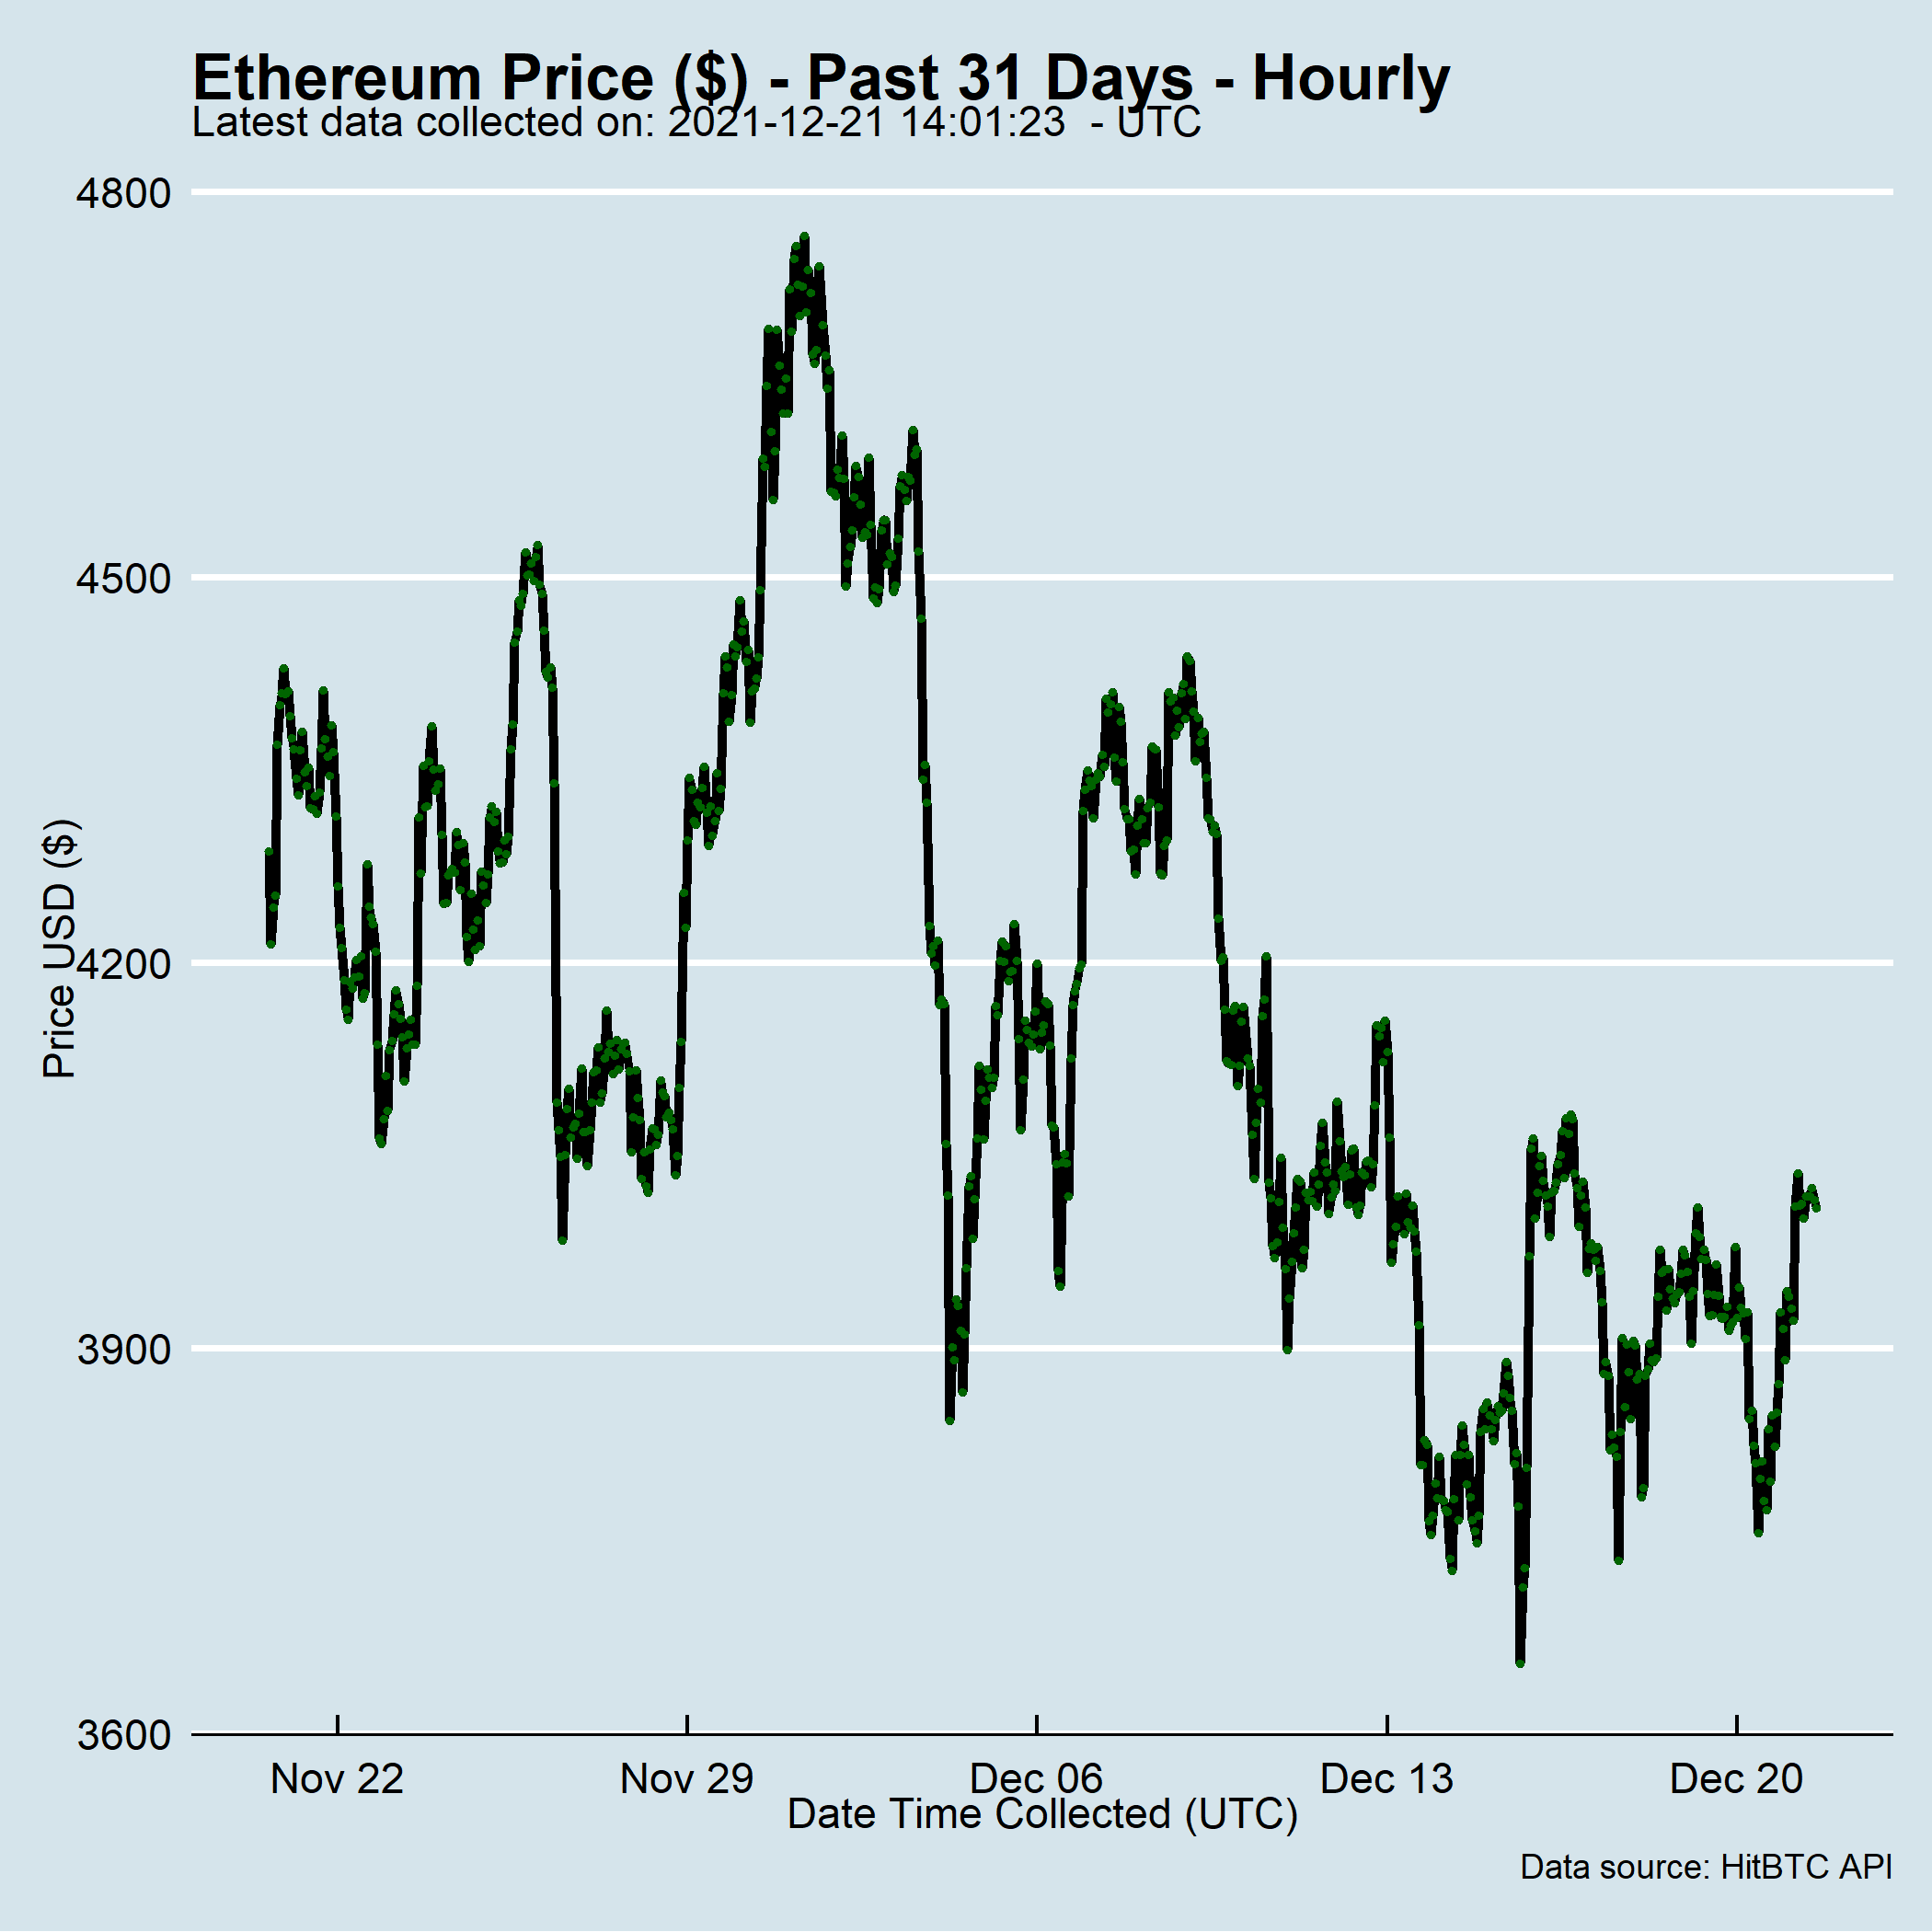 Ethereum Price ($) - Past 31 Days - Hourly
Latest data collected on: 2021-12-21 14:01:23  - UTC
4800
4500
4200
3900
3600
Price USD ($)
Nov 22
Nov 29
Dec 06
Dec 13
Dec 20
Date Time Collected (UTC)
Data source: HitBTC API